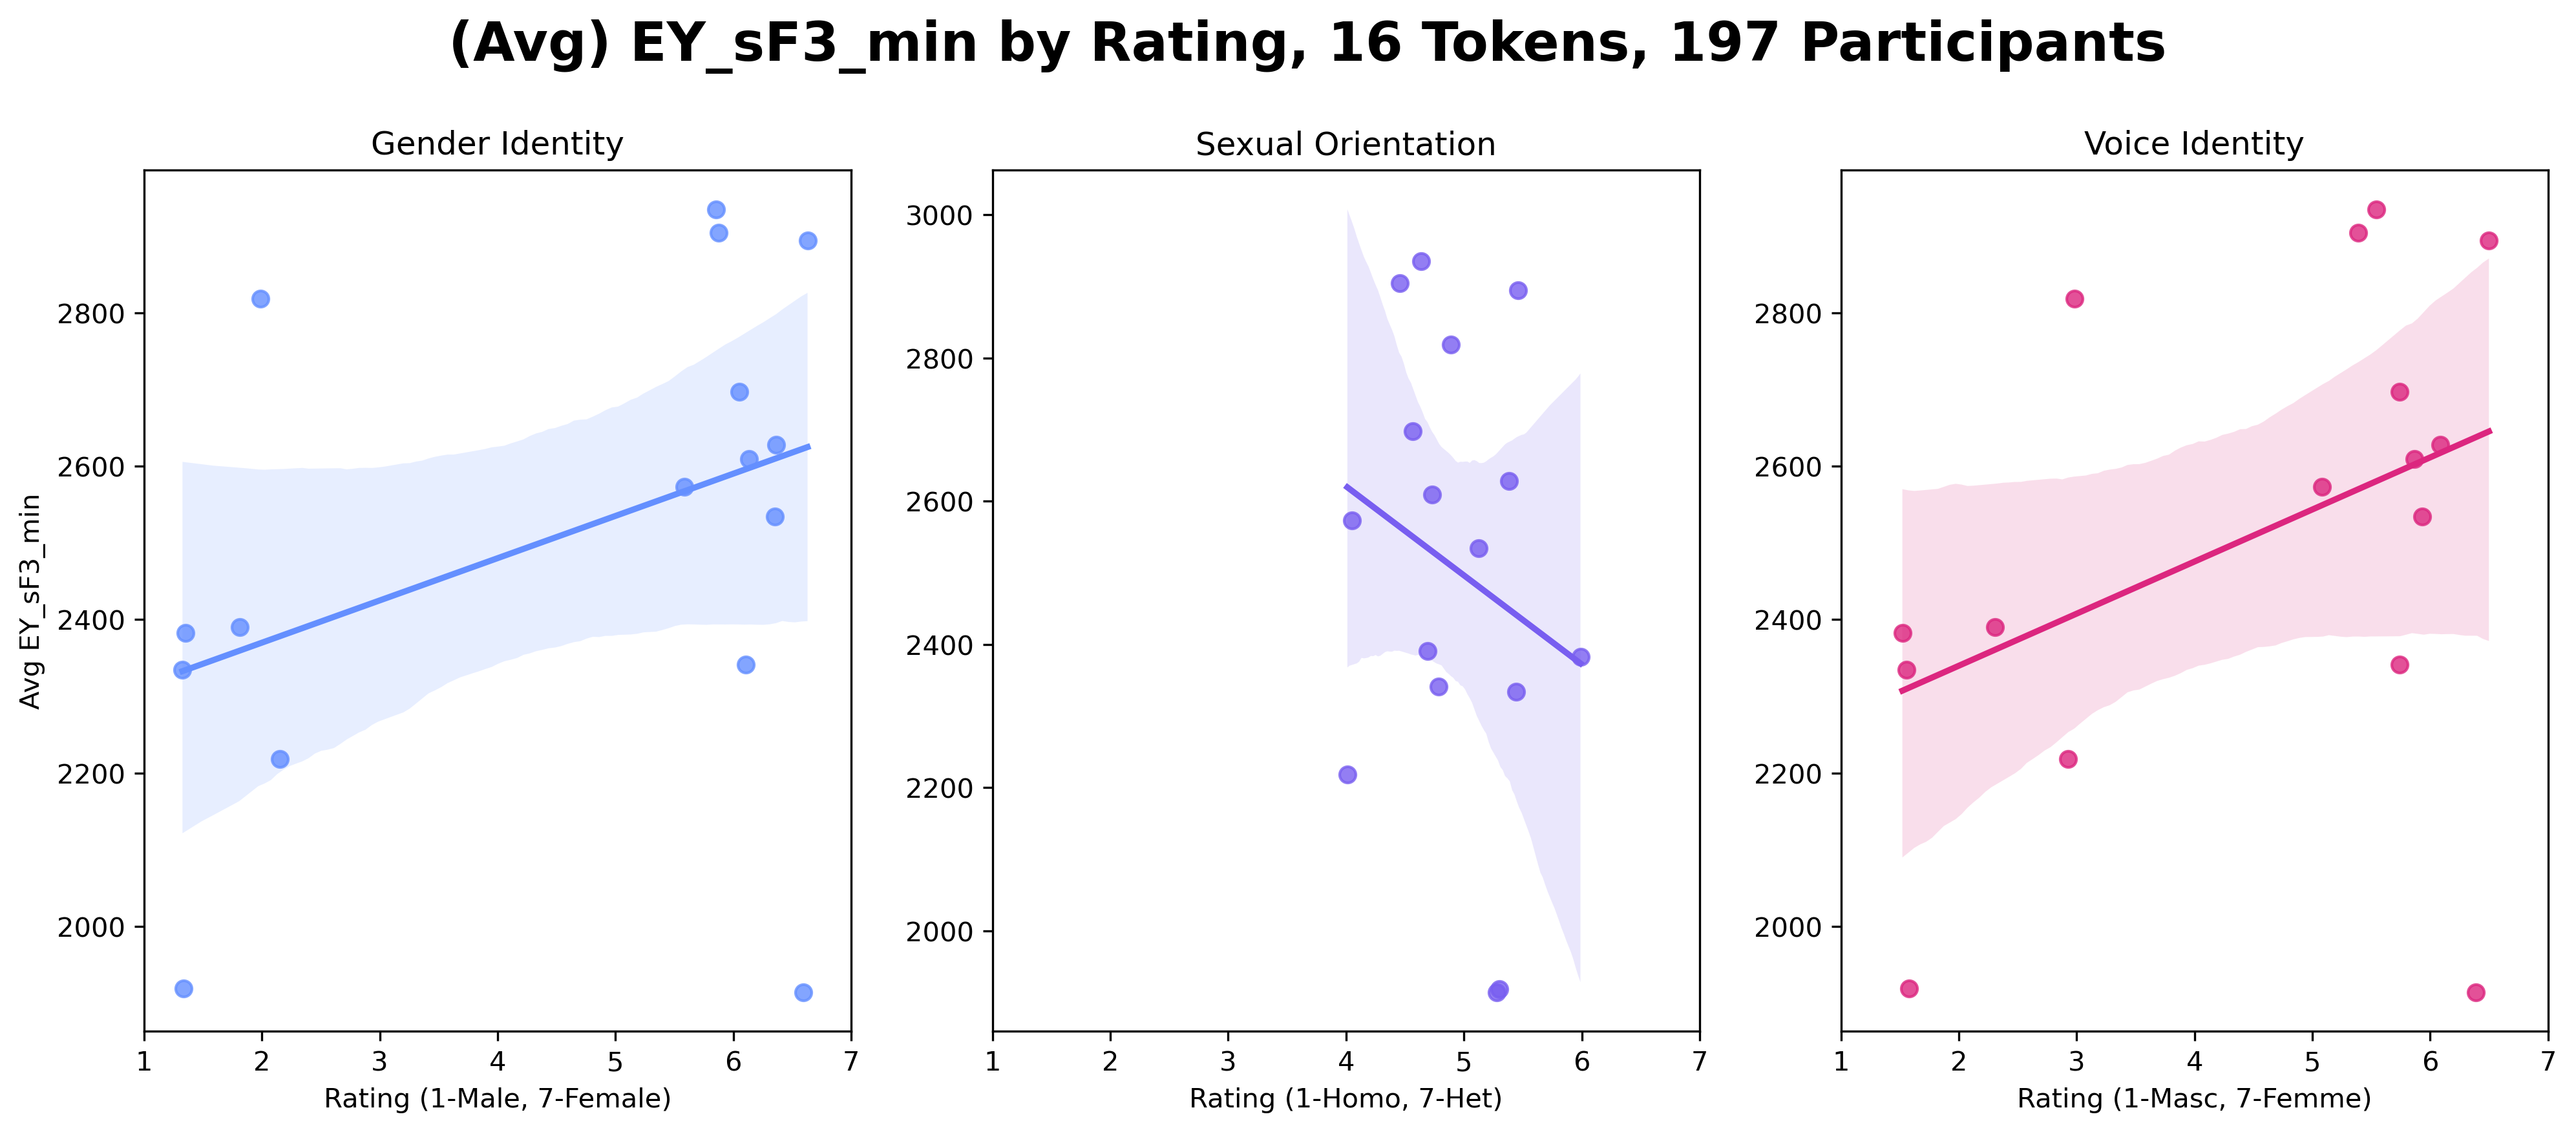 (Avg) EY_sF3_min by Rating, 16 Tokens, 197 Participants
Gender Identity
Avg EY_sF3_min
2800
2600
2400
2200
2000
1 2 3 4 5 6 7
Rating (1-Male, 7-Female)
Sexual Orientation
3000
2800
2600
2400
2200
2000
1 2 3 4 5 6 7
Rating (1-Homo, 7-Het)
Voice Identity
2800
2600
2400
2200
2000
1 2 3 4 5 6 7
Rating (1-Masc, 7-Femme)